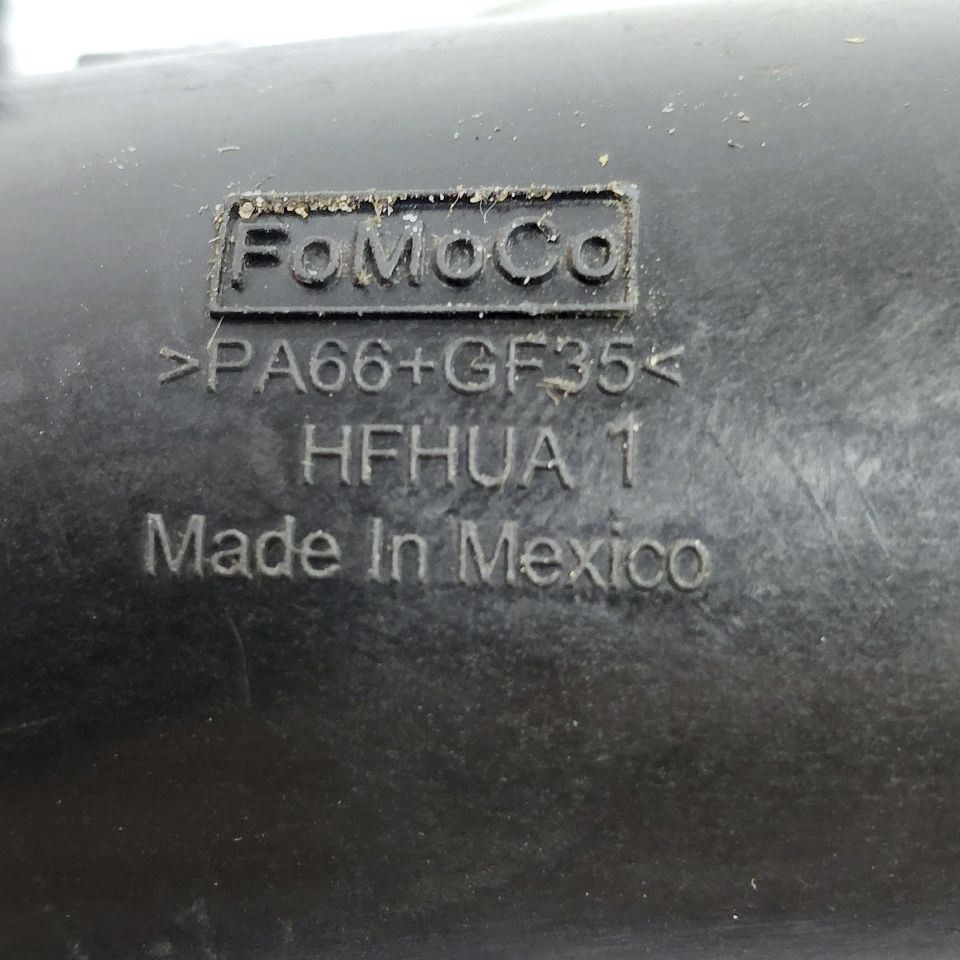 FoMoCo
>PA66+GF35<
HFHUA 1
Made In Mexico